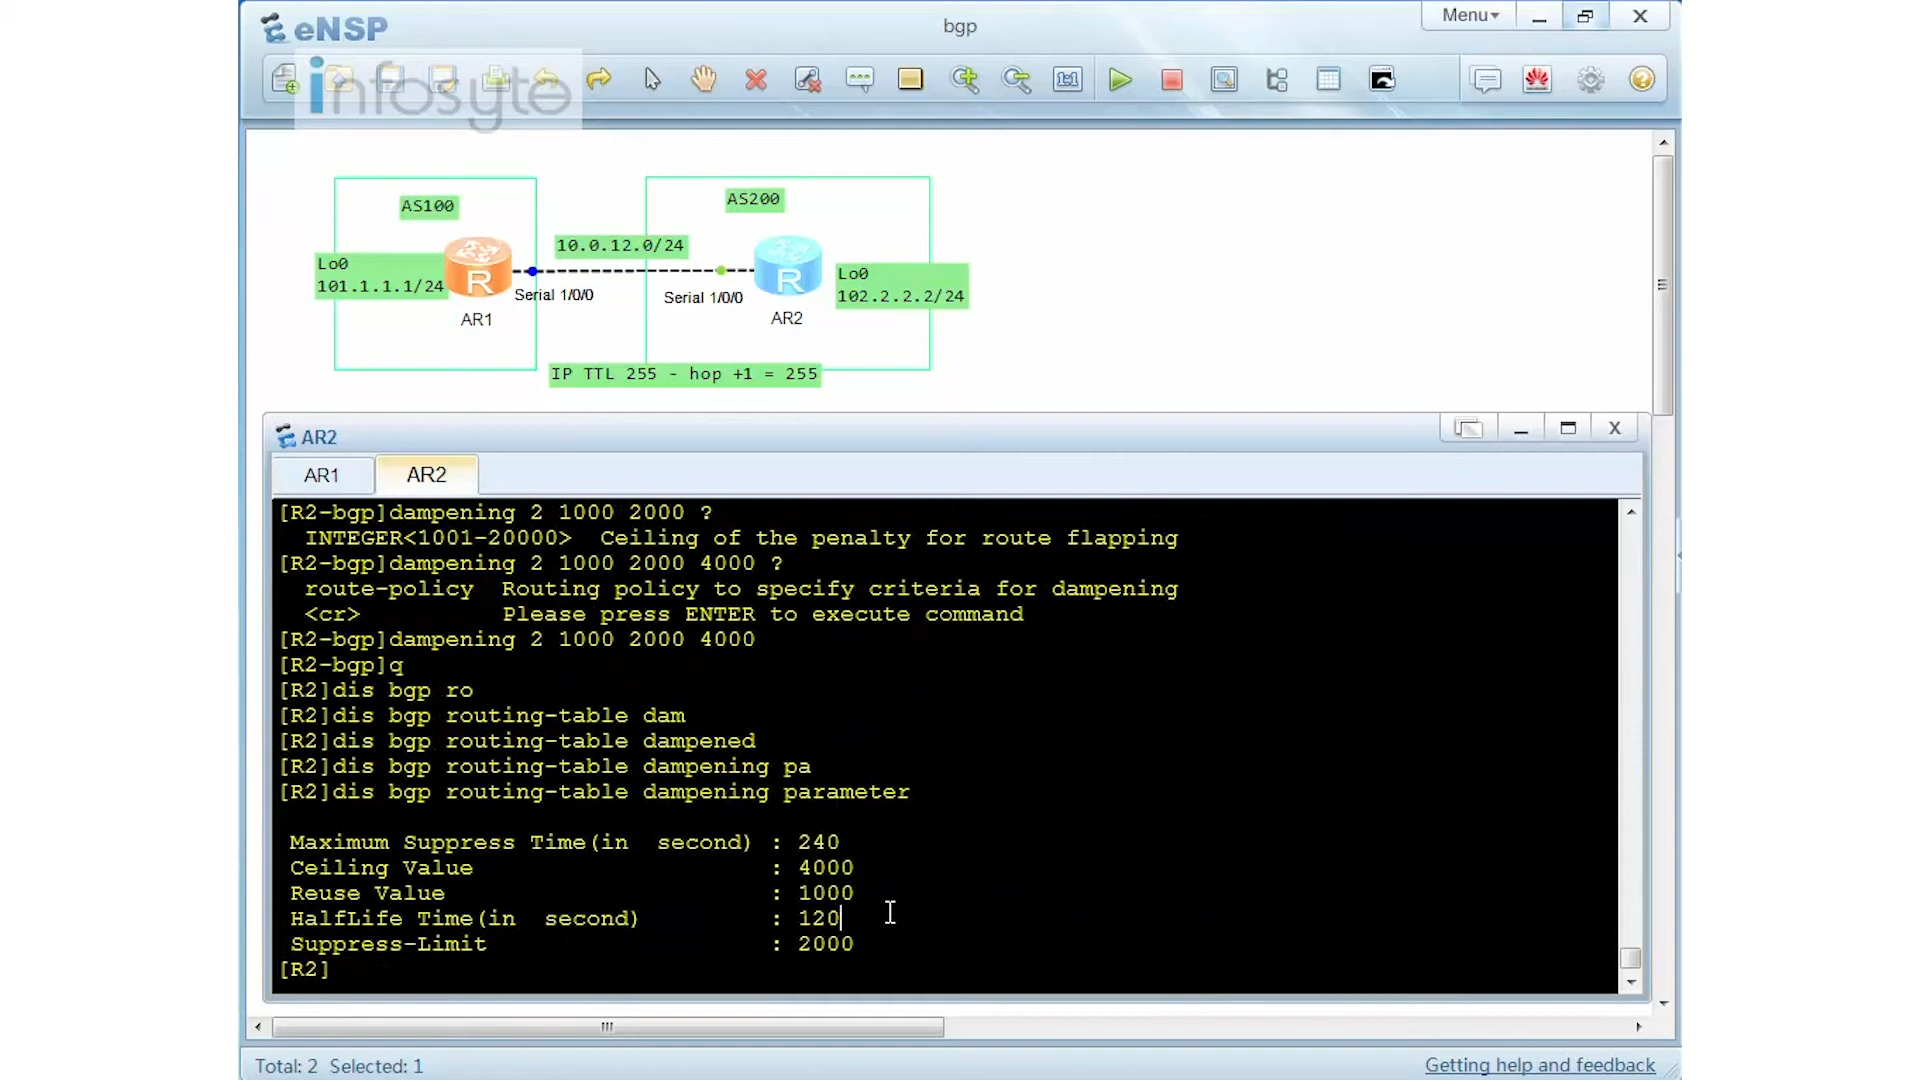 eNSP
bgp
Menu
infosyte
AS100
AS200
10.0.12.0/24
Lo0
101.1.1.1/24
Lo0
102.2.2.2/24
Serial 1/0/0
Serial 1/0/0
AR1
AR2
IP TTL 255 - hop +1 = 255
AR2
AR1
AR2
[R2-bgp]dampening 2 1000 2000 ?
INTEGER<1001-20000>  Ceiling of the penalty for route flapping
[R2-bgp]dampening 2 1000 2000 4000 ?
route-policy  Routing policy to specify criteria for dampening
<cr>          Please press ENTER to execute command
[R2-bgp]dampening 2 1000 2000 4000
[R2-bgp]q
[R2]dis bgp ro
[R2]dis bgp routing-table dam
[R2]dis bgp routing-table dampened
[R2]dis bgp routing-table dampening pa
[R2]dis bgp routing-table dampening parameter
Maximum Suppress Time(in  second) : 240
Ceiling Value                     : 4000
Reuse Value                       : 1000
HalfLife Time(in  second)         : 120
Suppress-Limit                    : 2000
[R2]
Total: 2 Selected: 1
Getting help and feedback